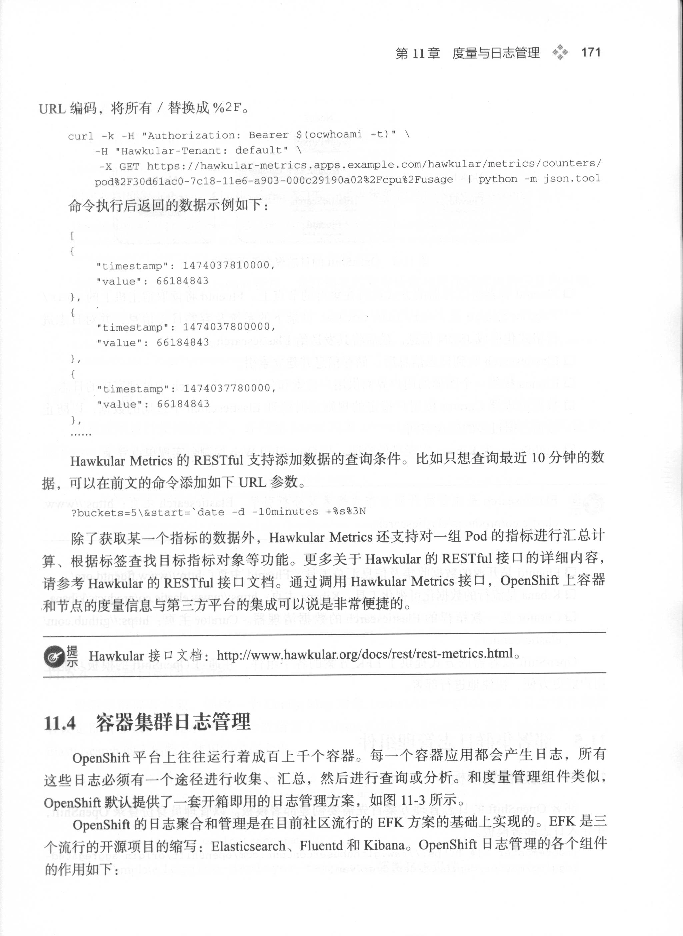 第 11 章 度量与日志管理 171
URL 编码，将所有 / 替换成 %2F。
curl -k -H "Authorization: Bearer $(ocwhoami -t)" \
-H "Hawkular-Tenant: default" \
-X GET https://hawkular-metrics.apps.example.com/hawkular/metrics/counters/
pod%2F30d61ac0-7c18-11e6-a903-000c29190a02%2Fcpu%2Fusage | python -m json.tool
命令执行后返回的数据示例如下：
[
{
"timestamp": 1474037810000,
"value": 66184843
},
{
"timestamp": 1474037800000,
"value": 66184843
},
{
"timestamp": 1474037780000,
"value": 66184843
},
……
Hawkular Metrics 的 RESTful 支持添加数据的查询条件。比如只想查询最近 10 分钟的数
据，可以在前文的命令添加如下 URL 参数。
?buckets=5\&start=`date -d -10minutes +%s%3N
除了获取某一个指标的数据外，Hawkular Metrics 还支持对一组 Pod 的指标进行汇总计
算、根据标签查找目标指标对象等功能。更多关于 Hawkular 的 RESTful 接口的详细内容，
请参考 Hawkular 的 RESTful 接口文档。通过调用 Hawkular Metrics 接口，OpenShift 上容器
和节点的度量信息与第三方平台的集成可以说是非常便捷的。
提示 Hawkular 接口文档：http://www.hawkular.org/docs/rest/rest-metrics.html。
11.4 容器集群日志管理
OpenShift 平台上往往运行着成百上千个容器。每一个容器应用都会产生日志，所有
这些日志必须有一个途径进行收集、汇总，然后进行查询或分析。和度量管理组件类似，
OpenShift 默认提供了一套开箱即用的日志管理方案，如图 11-3 所示。
OpenShift 的日志聚合和管理是在目前社区流行的 EFK 方案的基础上实现的。EFK 是三
个流行的开源项目的缩写：Elasticsearch、Fluentd 和 Kibana。OpenShift 日志管理的各个组件
的作用如下：